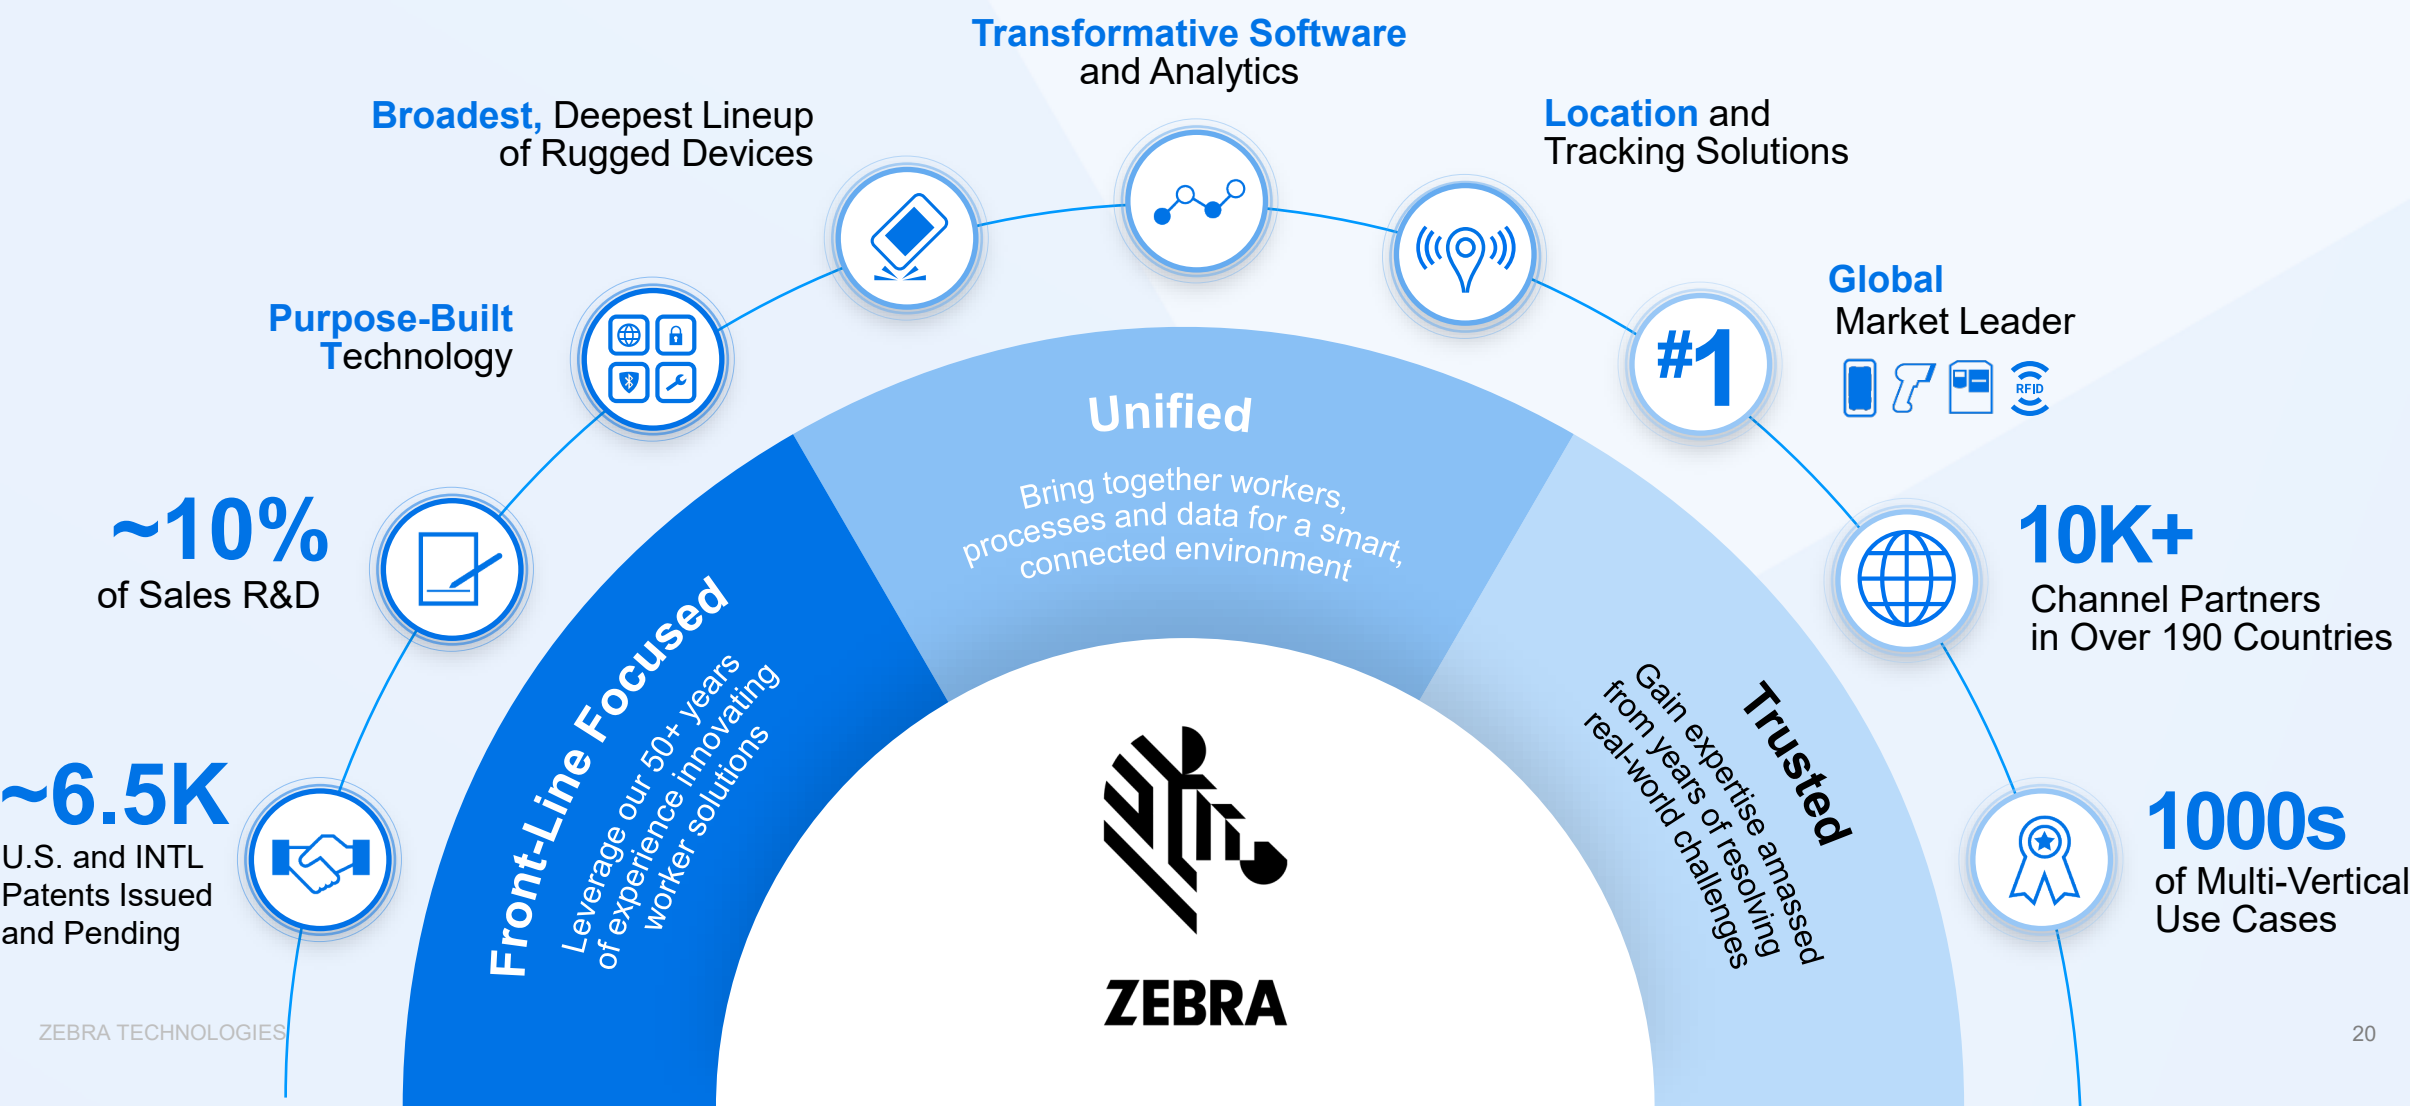 Transformative Software
and Analytics
Broadest, Deepest Lineup
of Rugged Devices
Location and
Tracking Solutions
Purpose-Built
Technology
Global
Market Leader
#1
RFID
~10%
of Sales R&D
10K+
Channel Partners
in Over 190 Countries
~6.5K
U.S. and INTL
Patents Issued
and Pending
1000s
of Multi-Vertical
Use Cases
Front-Line Focused
Leverage our 50+ years
of experience innovating
worker solutions
Unified
Bring together workers,
processes and data for a smart,
connected environment
Trusted
Gain expertise amassed
from years of resolving
real-world challenges
ZEBRA
ZEBRA TECHNOLOGIES
20